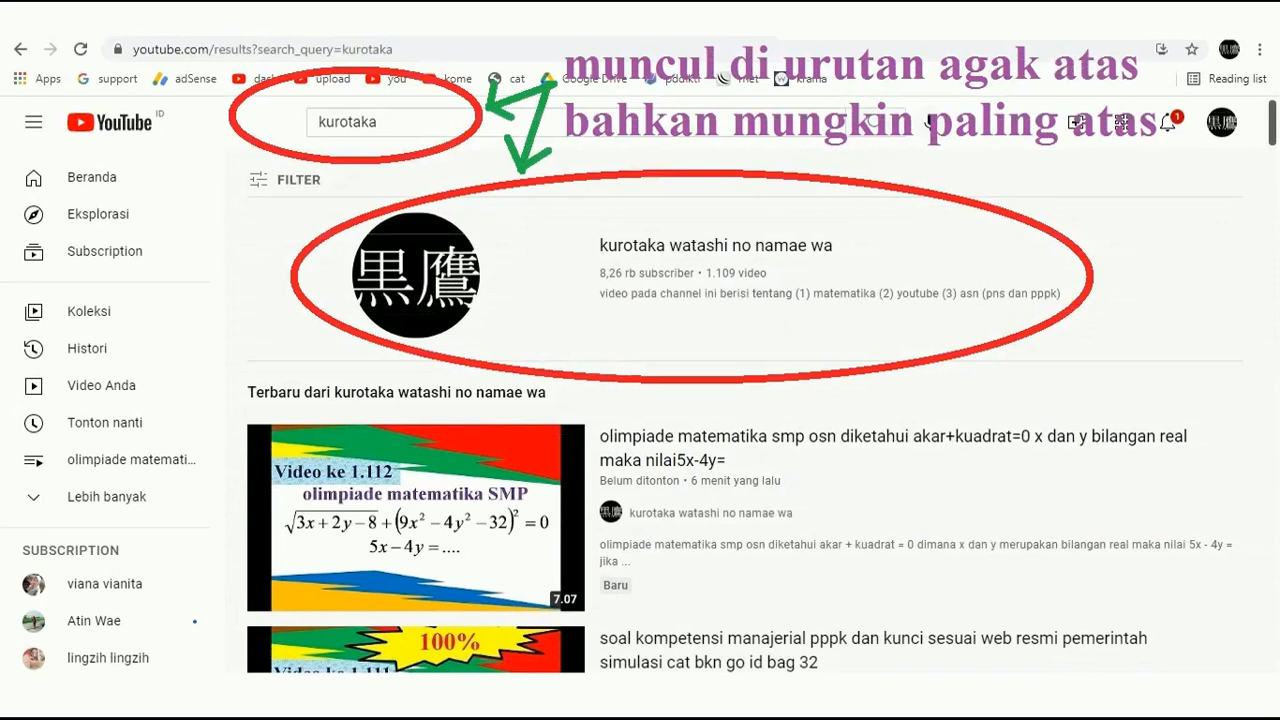 youtube.com/results?search_query=kurotaka
Apps
support
adSense
upload
you
kome
cat
Google Drive
Reading list
muncul di urutan agak atas
bahkan mungkin paling atas
YouTube ID
kurotaka
1
黒鷹
FILTER
Beranda
Eksplorasi
Subscription
Koleksi
Histori
Video Anda
Tonton nanti
olimpiade matemati...
Lebih banyak
SUBSCRIPTION
viana vianita
Atin Wae
lingzih lingzih
黒鷹
kurotaka watashi no namae wa
8,26 rb subscriber • 1.109 video
video pada channel ini berisi tentang (1) matematika (2) youtube (3) asn (pns dan pppk)
Terbaru dari kurotaka watashi no namae wa
Video ke 1.112
olimpiade matematika SMP
√3x+2y−8 + (9x² − 4y² − 32)² = 0
5x − 4y = ....
7.07
olimpiade matematika smp osn diketahui akar+kuadrat=0 x dan y bilangan real
maka nilai5x-4y=
Belum ditonton • 6 menit yang lalu
黒鷹 kurotaka watashi no namae wa
olimpiade matematika smp osn diketahui akar + kuadrat = 0 dimana x dan y merupakan bilangan real maka nilai 5x - 4y =
jika ...
Baru
100%
Video ke 1.111
soal kompetensi manajerial pppk dan kunci sesuai web resmi pemerintah
simulasi cat bkn go id bag 32